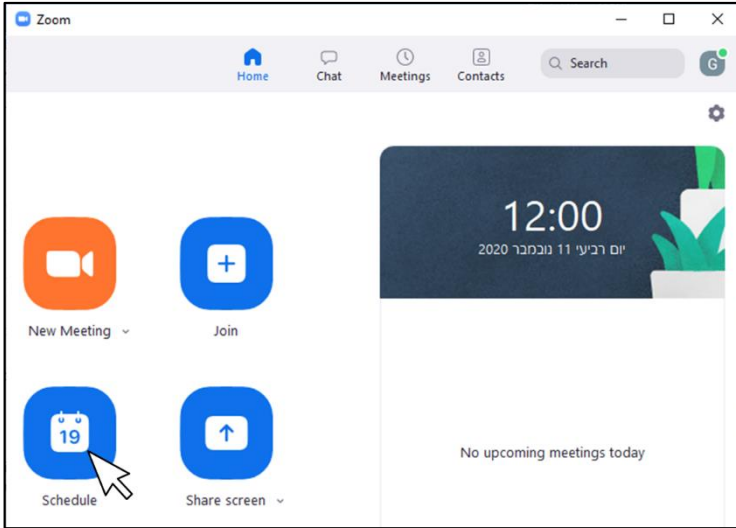 Zoom
Home
Chat
Meetings
Contacts
Search
G
12:00
יום רביעי 11 נובמבר 2020
New Meeting
Join
19
Schedule
Share screen
No upcoming meetings today